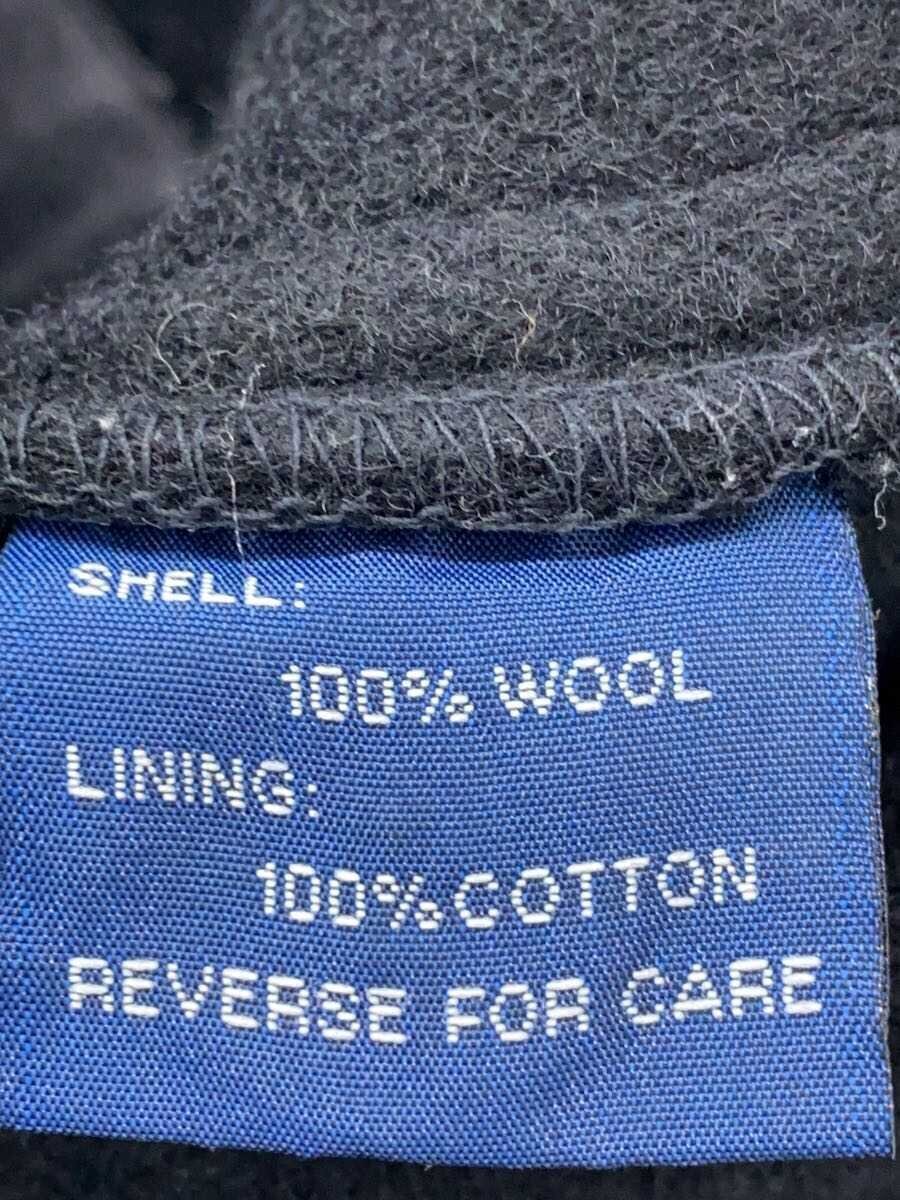 SHELL:
100% WOOL
LINING:
100% COTTON
REVERSE FOR CARE